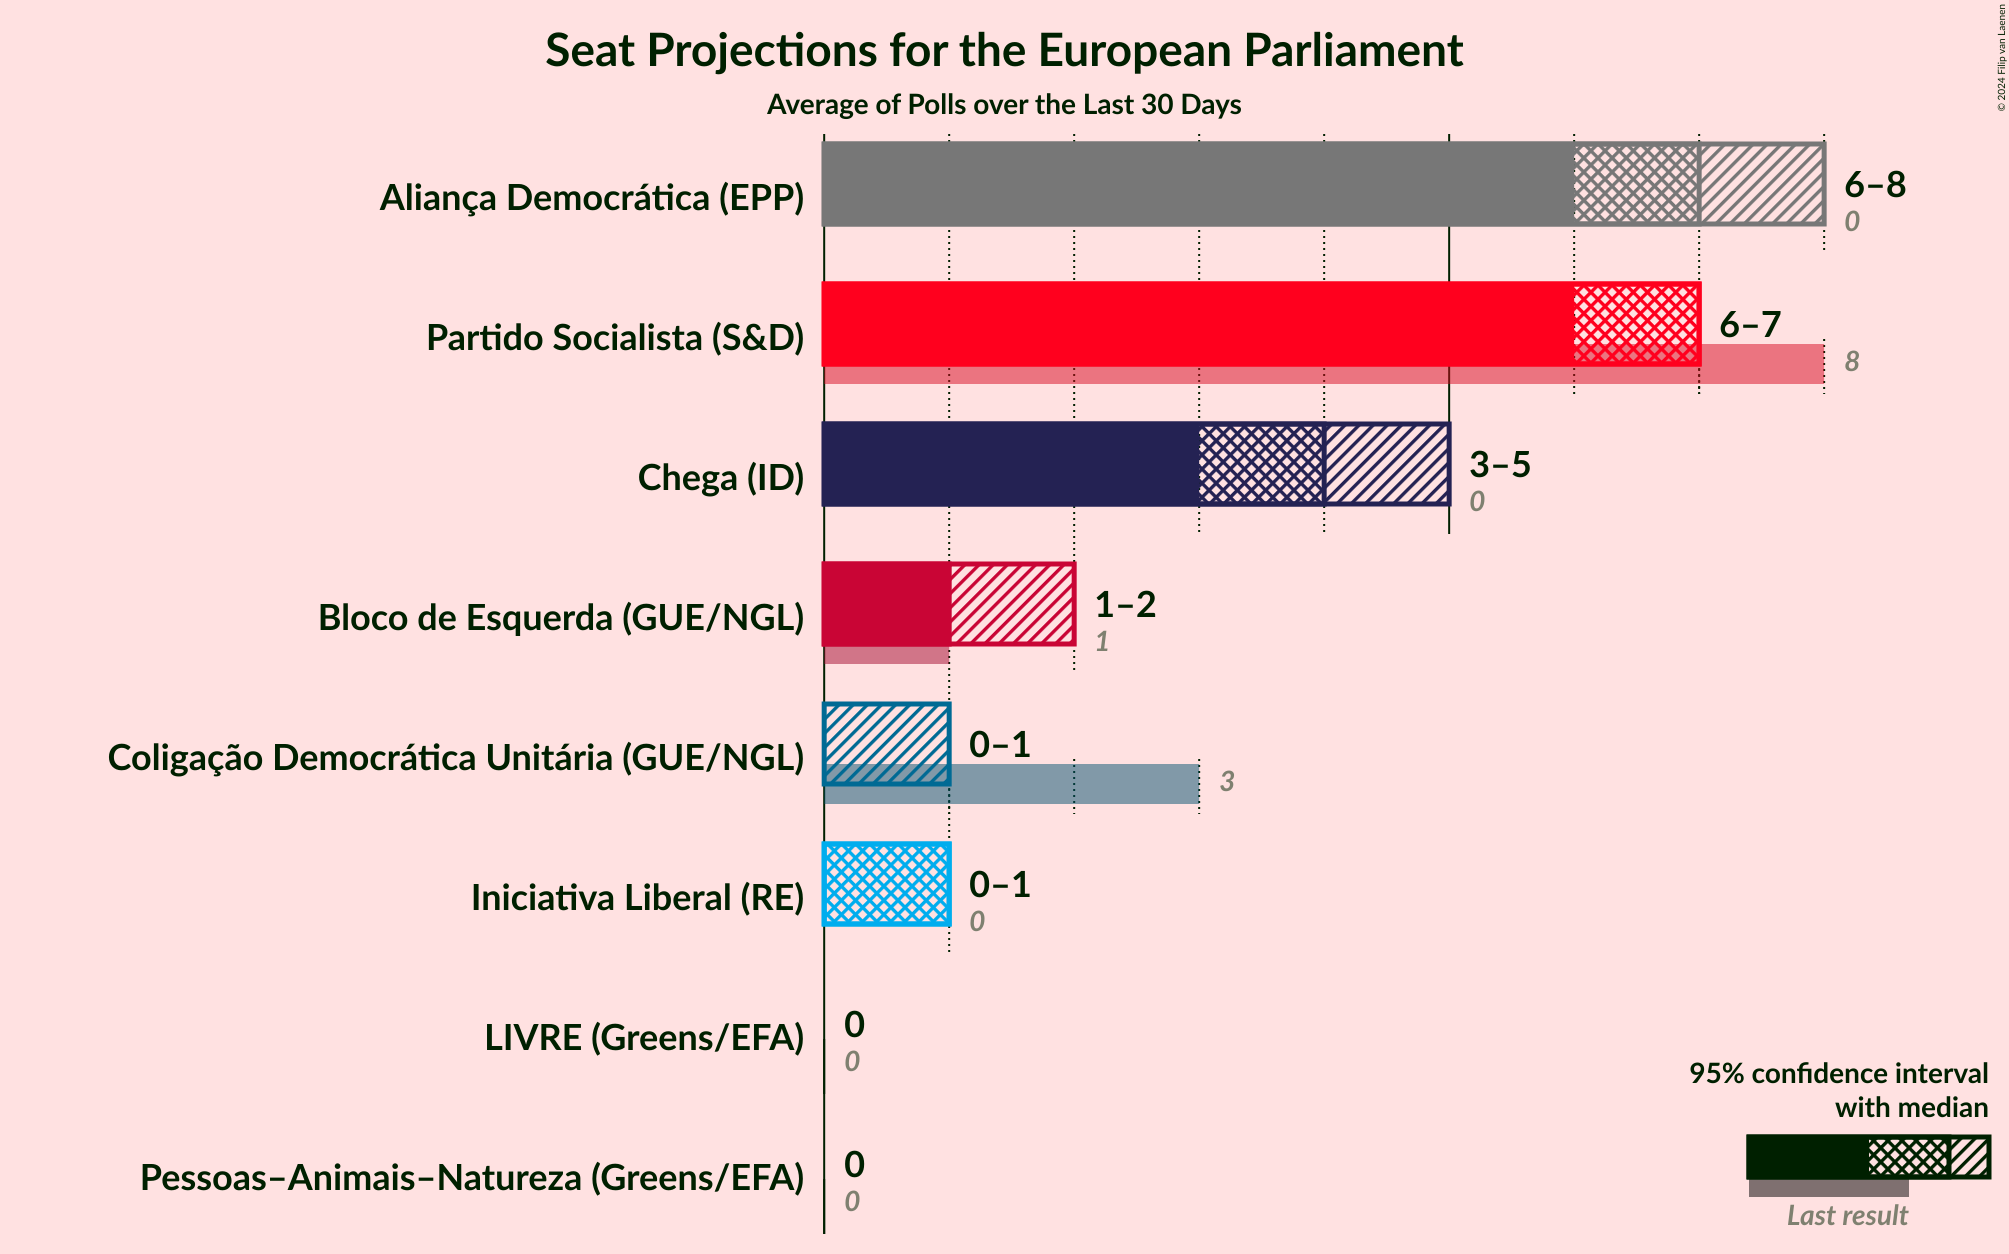 Seat Projections for the European Parliament
Average of Polls over the Last 30 Days
© 2024 Filip van Laenen
Aliança Democrática (EPP)
6–8
0
Partido Socialista (S&D)
6–7
8
Chega (ID)
3–5
0
Bloco de Esquerda (GUE/NGL)
1–2
1
Coligação Democrática Unitária (GUE/NGL)
0–1
3
Iniciativa Liberal (RE)
0–1
0
LIVRE (Greens/EFA)
0
0
Pessoas–Animais–Natureza (Greens/EFA)
0
0
95% confidence interval
with median
Last result